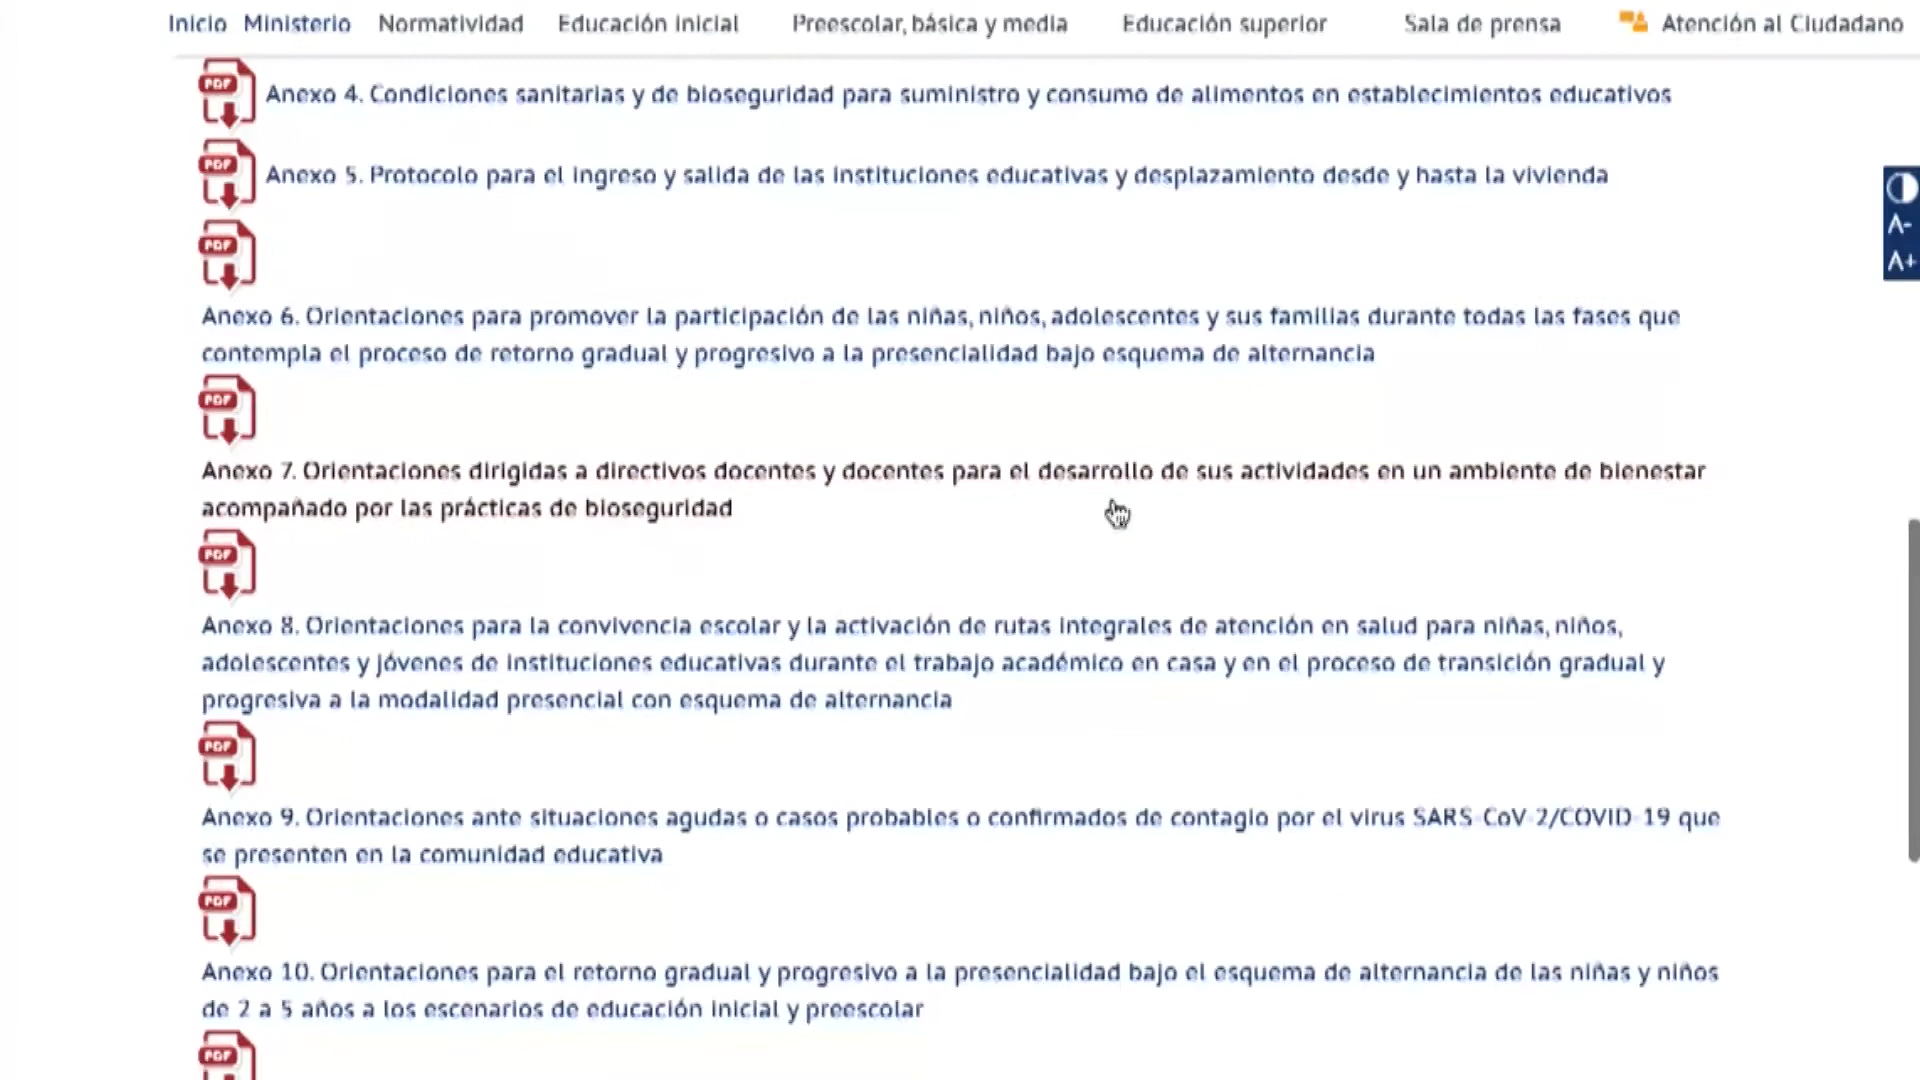 Inicio Ministerio Normatividad Educación inicial Preescolar, básica y media Educación superior Sala de prensa Atención al Ciudadano
PDF Anexo 4. Condiciones sanitarias y de bioseguridad para suministro y consumo de alimentos en establecimientos educativos
PDF Anexo 5. Protocolo para el ingreso y salida de las instituciones educativas y desplazamiento desde y hasta la vivienda
A-
A+
PDF
Anexo 6. Orientaciones para promover la participación de las niñas, niños, adolescentes y sus familias durante todas las fases que
contempla el proceso de retorno gradual y progresivo a la presencialidad bajo esquema de alternancia
PDF
Anexo 7. Orientaciones dirigidas a directivos docentes y docentes para el desarrollo de sus actividades en un ambiente de bienestar
acompañado por las prácticas de bioseguridad
PDF
Anexo 8. Orientaciones para la convivencia escolar y la activación de rutas integrales de atención en salud para niñas, niños,
adolescentes y jóvenes de instituciones educativas durante el trabajo académico en casa y en el proceso de transición gradual y
progresiva a la modalidad presencial con esquema de alternancia
PDF
Anexo 9. Orientaciones ante situaciones agudas o casos probables o confirmados de contagio por el virus SARS-CoV-2/COVID-19 que
se presenten en la comunidad educativa
PDF
Anexo 10. Orientaciones para el retorno gradual y progresivo a la presencialidad bajo el esquema de alternancia de las niñas y niños
de 2 a 5 años a los escenarios de educación inicial y preescolar
PDF